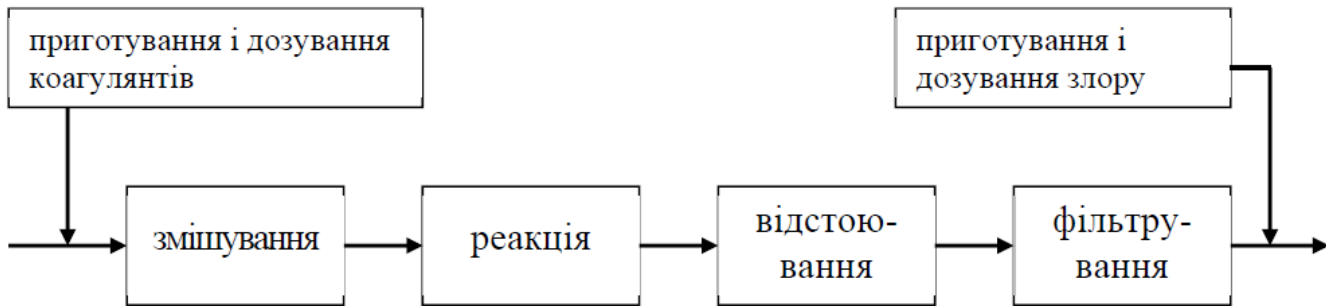 приготування і дозування
коагулянтів
приготування і
дозування злору
змішування
реакція
відстою-
вання
фільтру-
вання